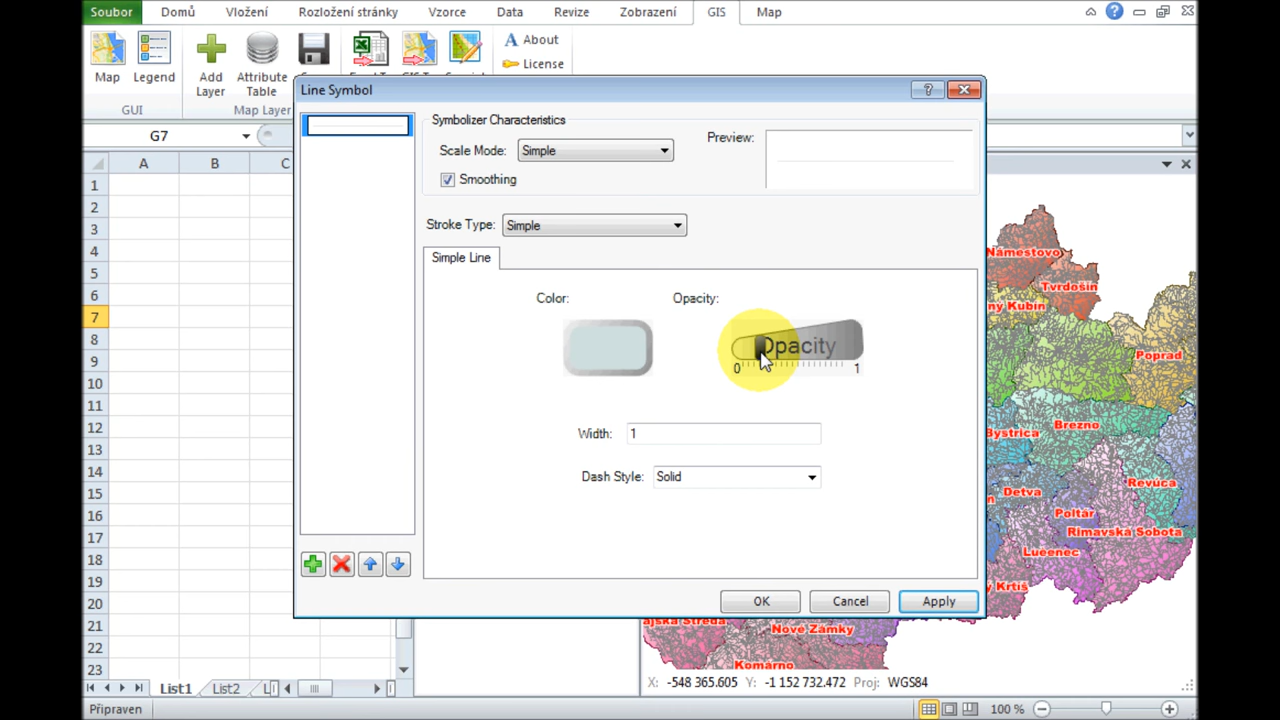 Soubor Domů Vložení Rozložení stránky Vzorce Data Revize Zobrazení GIS Map
Map Legend Add Layer Attribute Table
About
License
GUI Map Layer
Line Symbol
G7
Symbolizer Characteristics
Scale Mode: Simple
Preview:
Smoothing
Stroke Type: Simple
Simple Line
Color: Opacity:
Opacity
0 1
Width: 1
Dash Style: Solid
OK Cancel Apply
A B C
1
2
3
4
5
6
7
8
9
10
11
12
13
14
15
16
17
18
19
20
21
22
23
Námestovo
Tvrdošín
ny Kubín
Poprad
Bystrica
Brezno
Revúca
Detva
Poltár
Rimavská Sobota
Lučenec
ý Krtíš
ajská Streda
Nové Zámky
Komárno
List1 List2
X: -548 365.605 Y: -1 152 732.472 Proj: WGS84
Připraven
100 %